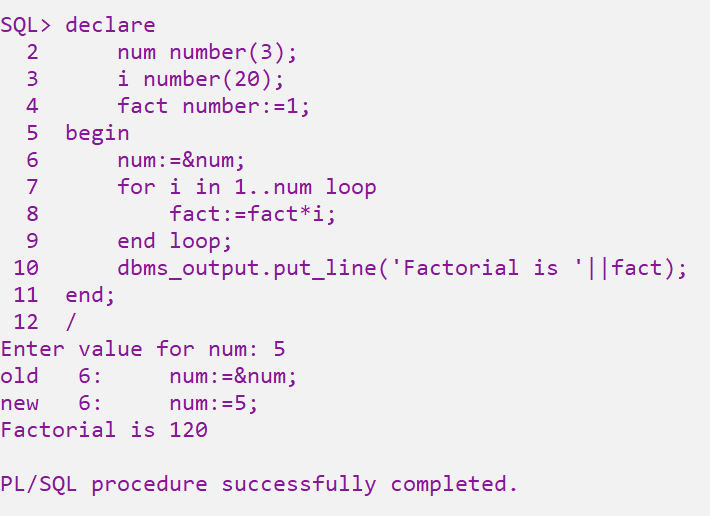 SQL> declare
  2      num number(3);
  3      i number(20);
  4      fact number:=1;
  5  begin
  6      num:=&num;
  7      for i in 1..num loop
  8          fact:=fact*i;
  9      end loop;
 10      dbms_output.put_line('Factorial is '||fact);
 11  end;
 12  /
Enter value for num: 5
old   6:     num:=&num;
new   6:     num:=5;
Factorial is 120

PL/SQL procedure successfully completed.